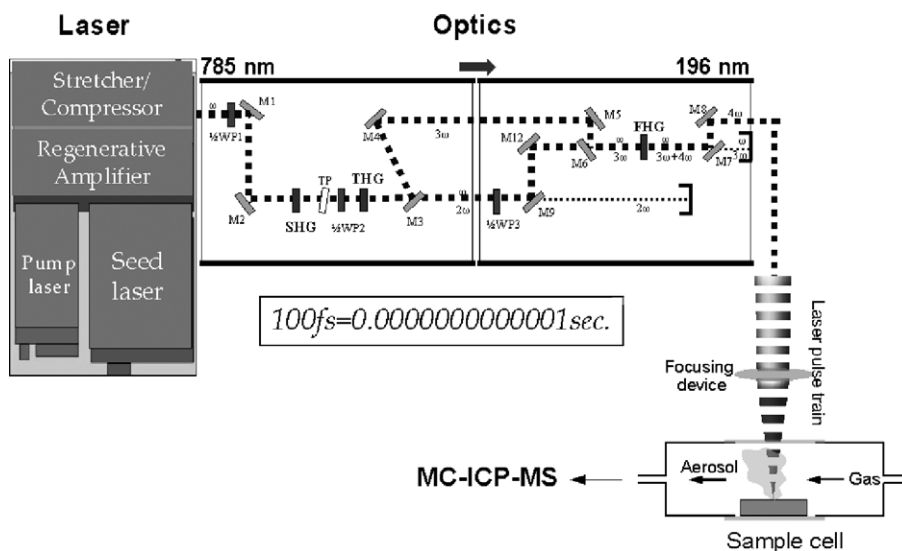 Laser
Optics
Stretcher/
Compressor
Regenerative
Amplifier
Pump
laser
Seed
laser
785 nm
196 nm
ω
½WP1
M1
M2
SHG
TP
½WP2
THG
M3
M4
3ω
ω
2ω
½WP3
M9
2ω
M12
M5
M6
ω
3ω
FHG
ω
3ω+4ω
M8
M7
4ω
ω
3ω
100fs=0.0000000000001sec.
Laser pulse train
Focusing
device
MC-ICP-MS
Aerosol
Gas
Sample cell